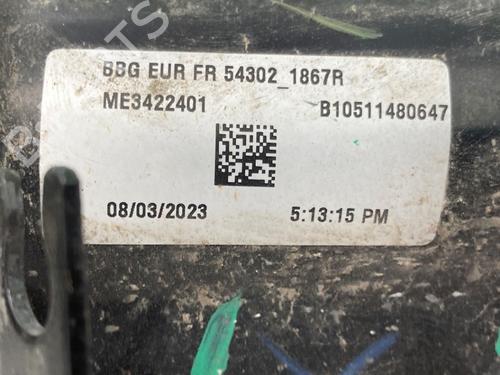 BBG EUR FR 54302_1867R
ME3422401 B10511480647
08/03/2023 5:13:15 PM